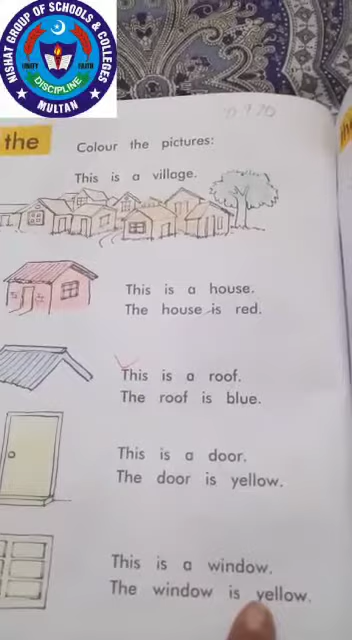 NISHAT GROUP OF SCHOOLS & COLLEGES
UNITY FAITH
DISCIPLINE
MULTAN
the
Colour the pictures:
This is a village.
This is a house.
The house is red.
This is a roof.
The roof is blue.
This is a door.
The door is yellow.
This is a window.
The window is yellow.